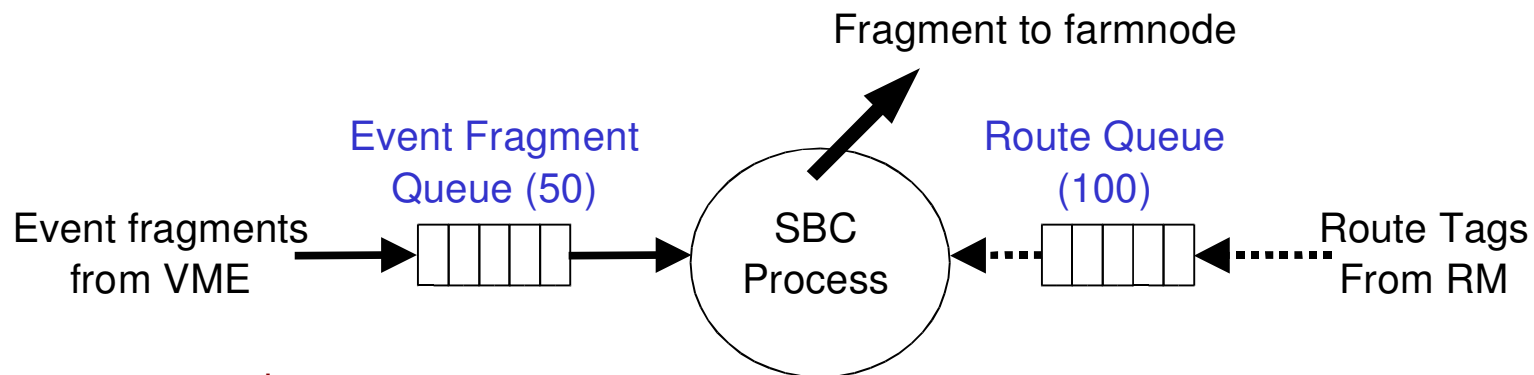 Fragment to farmnode
Event Fragment
Queue (50)
Route Queue
(100)
Event fragments
from VME
SBC
Process
Route Tags
From RM